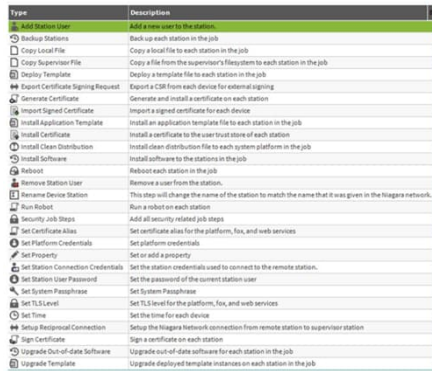 Type Description
Add Station User Add a new user to the station.
Backup Stations Back up each station in the job
Copy Local File Copy a local file to each station in the job
Copy Supervisor File Copy a file from the supervisor's filesystem to each station in the job
Deploy Template Deploy a template file to each station in the job
Export Certificate Signing Request Export a CSR from each device for external signing
Generate Certificate Generate and install a certificate on each station
Import Signed Certificate Import a signed certificate for each device
Install Application Template Install an application template file to each station in the job
Install Certificate Install a certificate to the user trust store of each station
Install Clean Distribution Install clean distribution file to each system platform in the job
Install Software Install software to the stations in the job
Reboot Reboot each station in the job
Remove Station User Remove a user from the station.
Rename Device Station This step will change the name of the station to match the name that it was given in the Niagara network.
Run Robot Run a robot on each station
Security Job Steps Add all security related job steps
Set Certificate Alias Set certificate alias for the platform, fox, and web services
Set Platform Credentials Set platform credentials
Set Property Set or add a property
Set Station Connection Credentials Set the station credentials used to connect to the remote station.
Set Station User Password Set the password of the current station user
Set System Passphrase Set System Passphrase
Set TLS Level Set TLS level for the platform, fox, and web services
Set Time Set the time for each device
Setup Reciprocal Connection Setup the Niagara Network connection from remote station to supervisor station
Sign Certificate Sign a certificate on each station
Upgrade Out-of-date Software Upgrade out-of-date software for each station in the job
Upgrade Template Upgrade deployed template instances on each station in the job